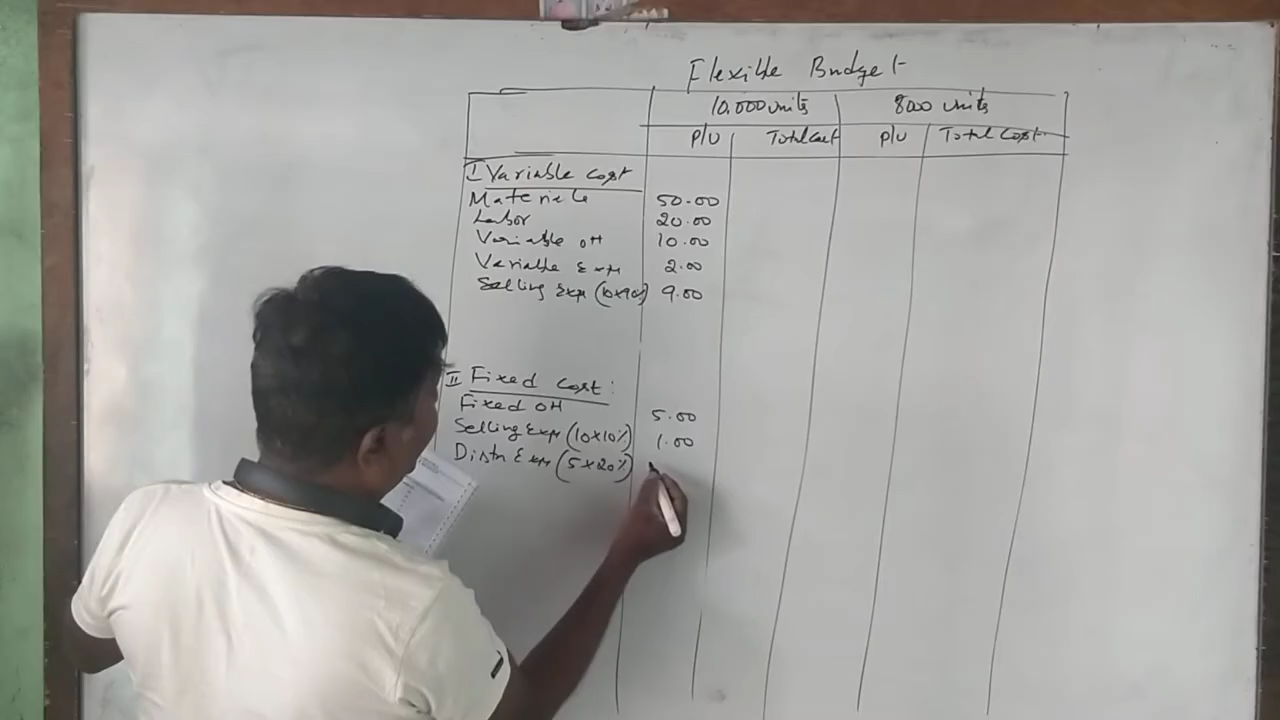 Flexible Budget
10,000 units 8000 units
P/U Total Cost P/U Total Cost
I Variable cost
Materials 50.00
Labor 20.00
Variable OH 10.00
Variable Exp 2.00
Selling Exp (10x90%) 9.00
II Fixed Cost:
Fixed OH 5.00
Selling Exp (10x10%) 1.00
Distn Exp (5x20%)